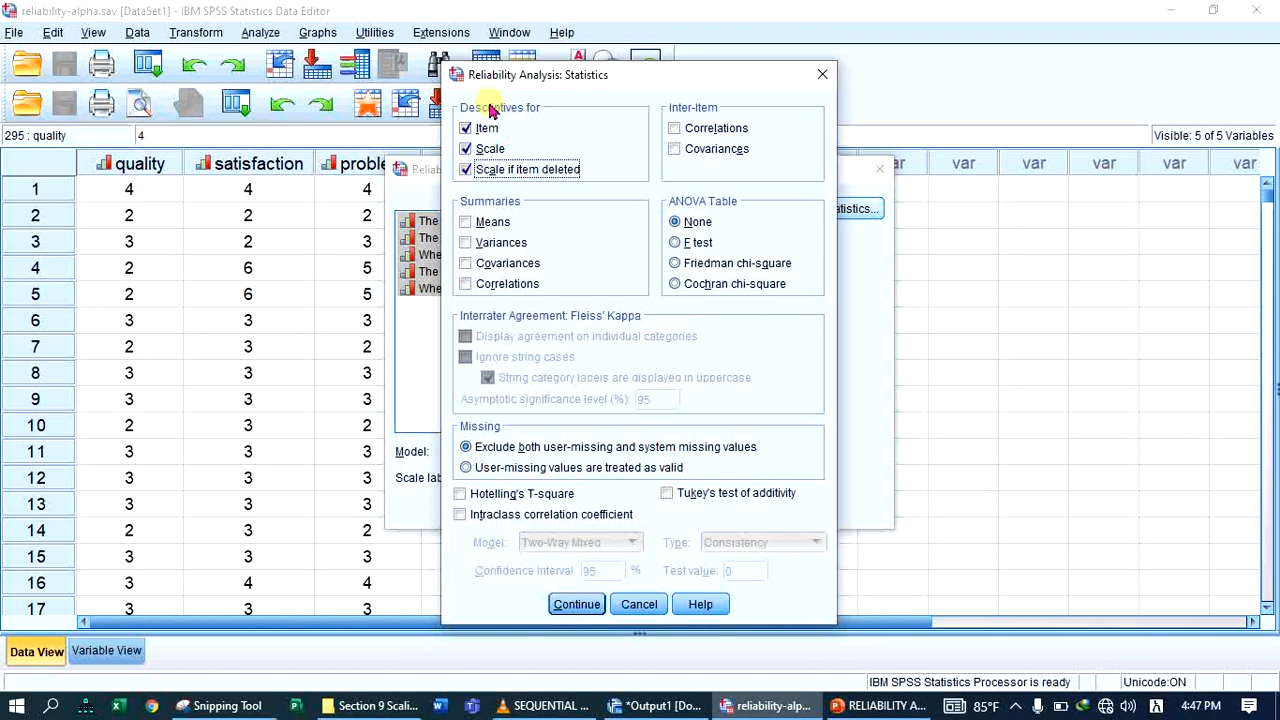 reliability-alpha.sav [DataSet1] - IBM SPSS Statistics Data Editor
File Edit View Data Transform Analyze Graphs Utilities Extensions Window Help
295 : quality 4 Visible: 5 of 5 Variables
quality satisfaction proble var var var var
1 4 4 4
2 2 2 2
3 3 2 3
4 2 6 5
5 2 6 5
6 3 3 3
7 2 3 2
8 3 3 3
9 3 3 3
10 2 3 2
11 3 3 3
12 3 3 3
13 3 3 3
14 2 3 2
15 3 3 3
16 3 4 4
17 3 3 3
Reliab
The
The
Whe
The
Whe
Model:
Scale lab
atistics...
Reliability Analysis: Statistics
Descriptives for
Item
Scale
Scale if item deleted
Inter-Item
Correlations
Covariances
Summaries
Means
Variances
Covariances
Correlations
ANOVA Table
None
F test
Friedman chi-square
Cochran chi-square
Interrater Agreement: Fleiss' Kappa
Display agreement on individual categories
Ignore string cases
String category labels are displayed in uppercase
Asymptotic significance level (%): 95
Missing
Exclude both user-missing and system missing values
User-missing values are treated as valid
Hotelling's T-square Tukey's test of additivity
Intraclass correlation coefficient
Model: Two-Way Mixed Type: Consistency
Confidence interval: 95 % Test value: 0
Continue Cancel Help
Data View Variable View
IBM SPSS Statistics Processor is ready Unicode:ON
Snipping Tool Section 9 Scali... SEQUENTIAL ... *Output1 [Do... reliability-alp... RELIABILITY A... 85°F 4:47 PM